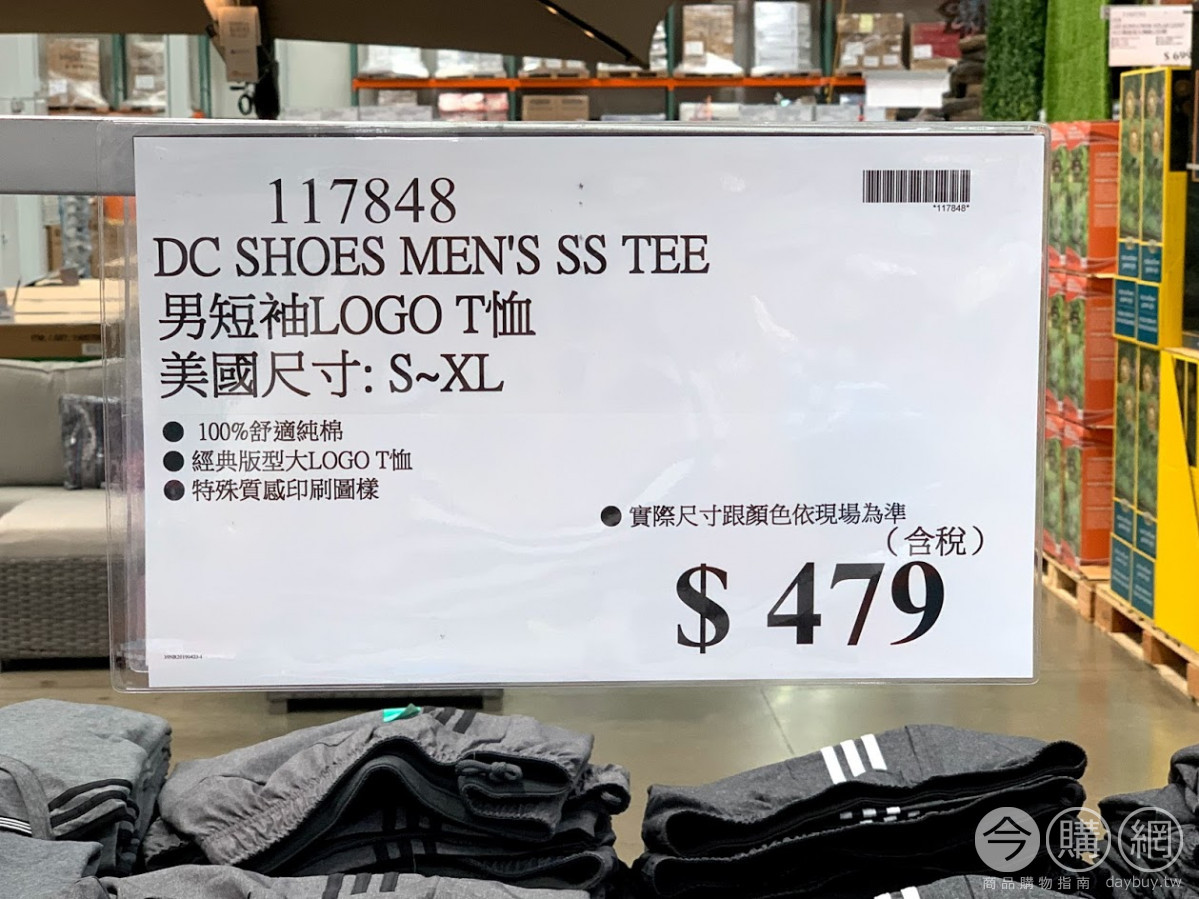 117848
*117848*
DC SHOES MEN'S SS TEE
男短袖LOGO T恤
美國尺寸: S~XL
● 100%舒適純棉
● 經典版型大LOGO T恤
● 特殊質感印刷圖樣
● 實際尺寸跟顏色依現場為準
（含稅）
$ 479
$ 699
今購網
商品購物指南 daybuy.tw